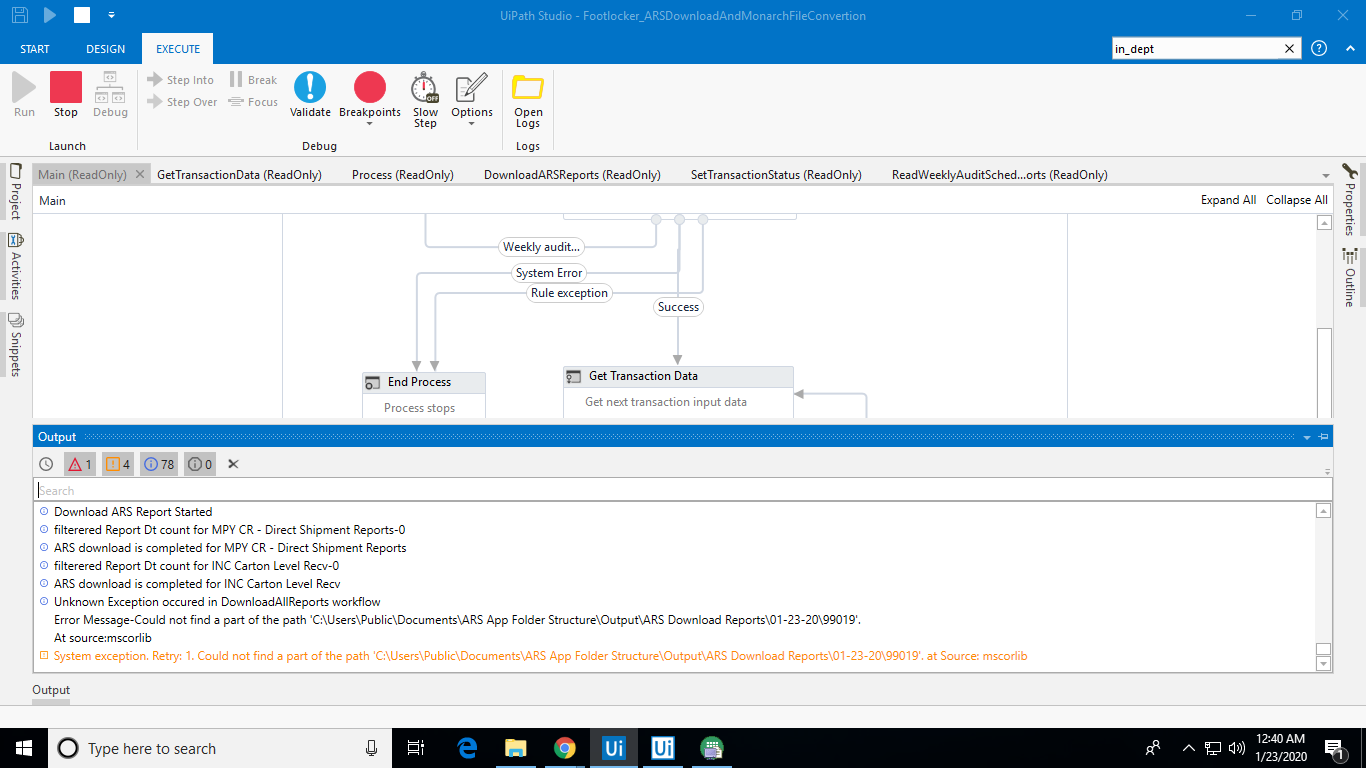 UiPath Studio - Footlocker_ARSDownloadAndMonarchFileConvertion
START DESIGN EXECUTE
in_dept
Run
Stop
Debug
Launch
Step Into
Step Over
Break
Focus
Validate
Breakpoints
Slow
Step
OFF
Options
Debug
Open
Logs
Logs
Main (ReadOnly) GetTransactionData (ReadOnly) Process (ReadOnly) DownloadARSReports (ReadOnly) SetTransactionStatus (ReadOnly) ReadWeeklyAuditSched...orts (ReadOnly)
Main
Expand All Collapse All
Project
Activities
Snippets
Properties
Outline
Weekly audit...
System Error
Rule exception
Success
End Process
Process stops
Get Transaction Data
Get next transaction input data
Output
1 4 78 0
Search
Download ARS Report Started
filterered Report Dt count for MPY CR - Direct Shipment Reports-0
ARS download is completed for MPY CR - Direct Shipment Reports
filterered Report Dt count for INC Carton Level Recv-0
ARS download is completed for INC Carton Level Recv
Unknown Exception occured in DownloadAllReports workflow
Error Message-Could not find a part of the path 'C:\Users\Public\Documents\ARS App Folder Structure\Output\ARS Download Reports\01-23-20\99019'.
At source:mscorlib
System exception. Retry: 1. Could not find a part of the path 'C:\Users\Public\Documents\ARS App Folder Structure\Output\ARS Download Reports\01-23-20\99019'. at Source: mscorlib
Output
Type here to search
Ui
Ui
12:40 AM
1/23/2020
1